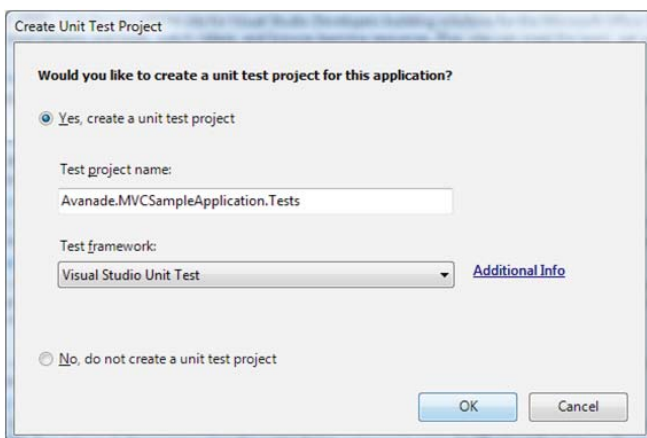 Create Unit Test Project
Would you like to create a unit test project for this application?
Yes, create a unit test project
Test project name:
Avanade.MVCSampleApplication.Tests
Test framework:
Visual Studio Unit Test
Additional Info
No, do not create a unit test project
OK
Cancel